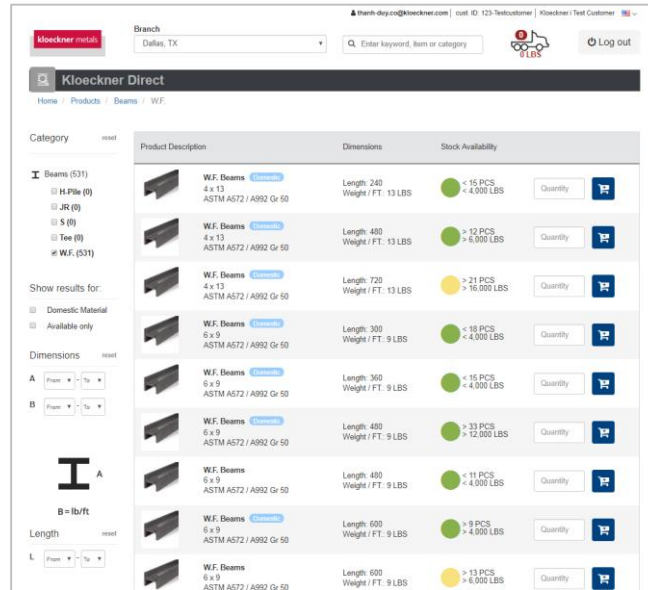 thanh-duy.co@kloeckner.com | cust. ID: 123-Testcustomer | Kloeckner i Test Customer
kloeckner metals
Branch
Dallas, TX
Enter keyword, item or category
0
0 LBS
Log out
Kloeckner Direct
Home / Products / Beams / W.F.
Category reset
Beams (531)
H-Pile (0)
JR (0)
S (0)
Tee (0)
W.F. (531)
Show results for:
Domestic Material
Available only
Dimensions reset
A From - To
B From - To
A
B = lb/ft
Length reset
L From - To
Product Description Dimensions Stock Availability
W.F. Beams Domestic
4 x 13
ASTM A572 / A992 Gr 50
Length: 240
Weight / FT.: 13 LBS
< 15 PCS
< 4,000 LBS
Quantity
W.F. Beams Domestic
4 x 13
ASTM A572 / A992 Gr 50
Length: 480
Weight / FT.: 13 LBS
> 12 PCS
> 6,000 LBS
Quantity
W.F. Beams Domestic
4 x 13
ASTM A572 / A992 Gr 50
Length: 720
Weight / FT.: 13 LBS
> 21 PCS
> 16,000 LBS
Quantity
W.F. Beams Domestic
6 x 9
ASTM A572 / A992 Gr 50
Length: 300
Weight / FT.: 9 LBS
< 18 PCS
< 4,000 LBS
Quantity
W.F. Beams Domestic
6 x 9
ASTM A572 / A992 Gr 50
Length: 360
Weight / FT.: 9 LBS
< 15 PCS
< 4,000 LBS
Quantity
W.F. Beams Domestic
6 x 9
ASTM A572 / A992 Gr 50
Length: 480
Weight / FT.: 9 LBS
> 33 PCS
> 12,000 LBS
Quantity
W.F. Beams
6 x 9
ASTM A572 / A992 Gr 50
Length: 480
Weight / FT.: 9 LBS
< 11 PCS
< 4,000 LBS
Quantity
W.F. Beams Domestic
6 x 9
ASTM A572 / A992 Gr 50
Length: 600
Weight / FT.: 9 LBS
> 9 PCS
> 4,000 LBS
Quantity
W.F. Beams
6 x 9
ASTM A572 / A992 Gr 50
Length: 600
Weight / FT.: 9 LBS
> 13 PCS
> 6,000 LBS
Quantity